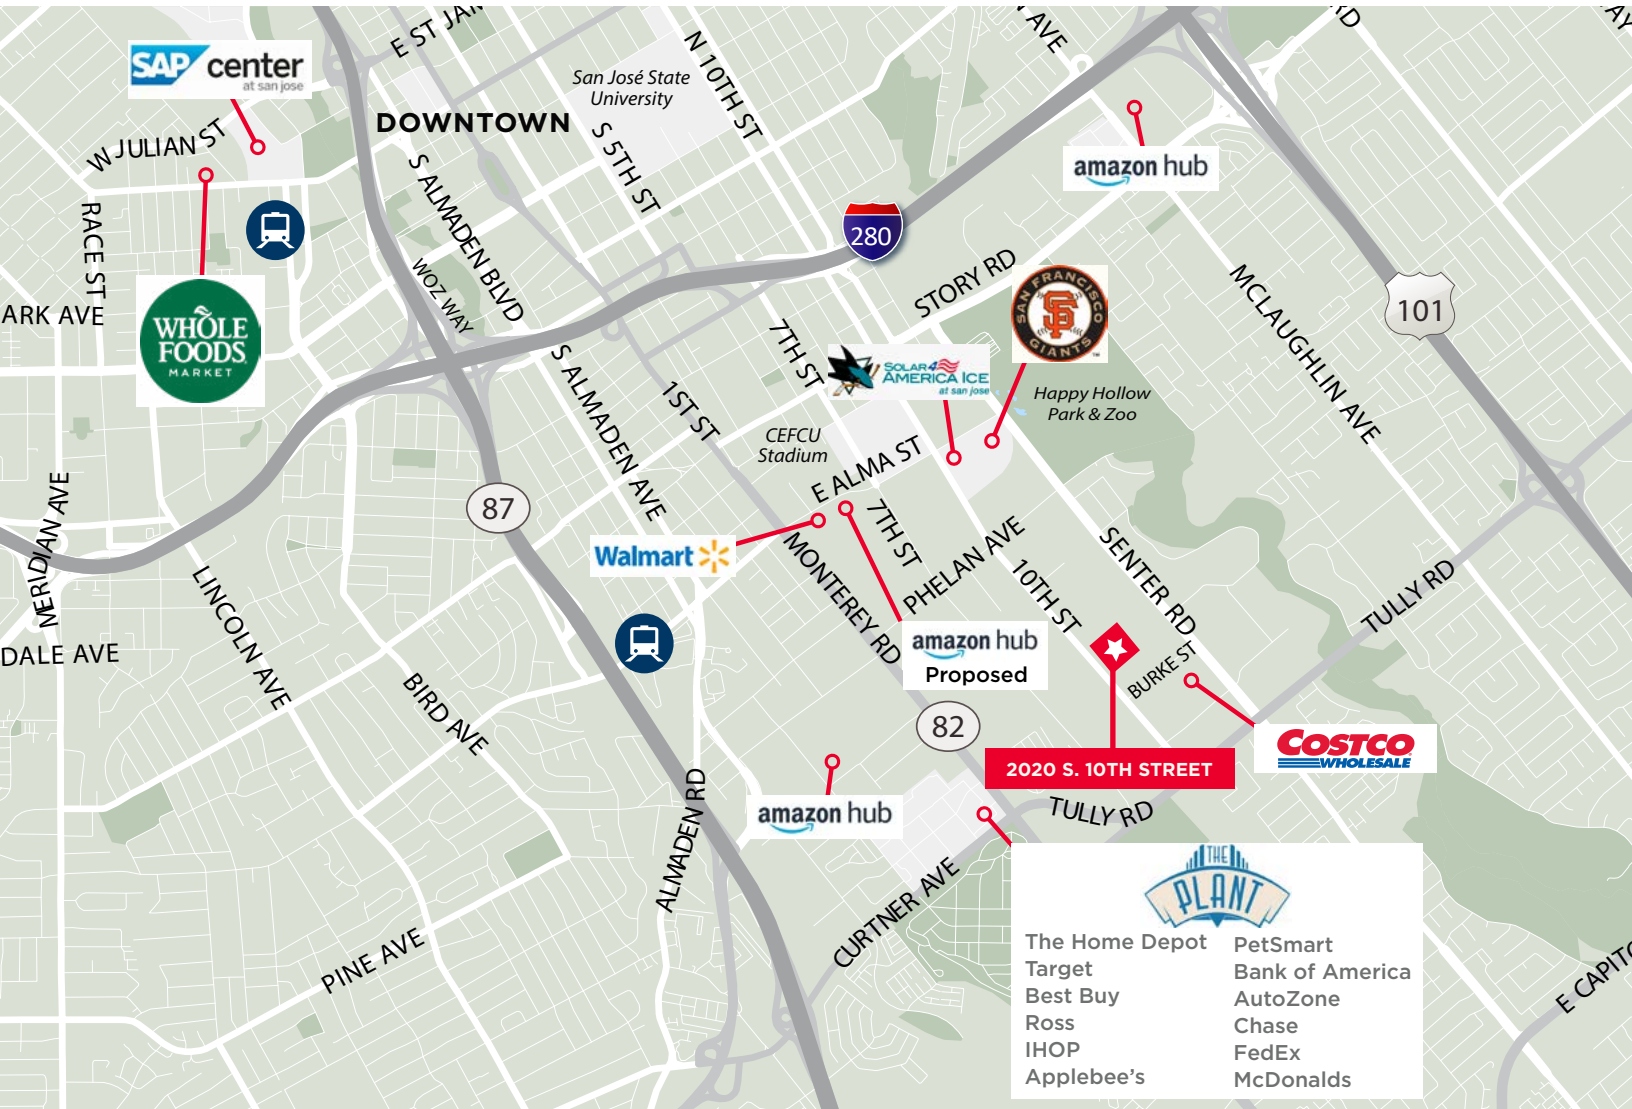 SAP center
at san jose
E ST JAM
N 10TH ST
San José State
University
DOWNTOWN
S 5TH ST
W JULIAN ST
S ALMADEN BLVD
RACE ST
WOZ WAY
280
STORY RD
amazon hub
MCLAUGHLIN AVE
101
SAN FRANCISCO
SF
GIANTS
ARK AVE
WHOLE
FOODS
MARKET
7TH ST
SOLAR4
AMERICA ICE
at san jose
Happy Hollow
Park & Zoo
S ALMADEN AVE
1ST ST
CEFCU
Stadium
E ALMA ST
87
MERIDIAN AVE
7TH ST
Walmart
MONTEREY RD
PHELAN AVE
10TH ST
SENTER RD
TULLY RD
LINCOLN AVE
DALE AVE
BIRD AVE
amazon hub
Proposed
BURKE ST
82
COSTCO
WHOLESALE
2020 S. 10TH STREET
ALMADEN RD
amazon hub
TULLY RD
CURTNER AVE
PINE AVE
THE
PLANT
The Home Depot
Target
Best Buy
Ross
IHOP
Applebee's
PetSmart
Bank of America
AutoZone
Chase
FedEx
McDonalds
E CAPITO